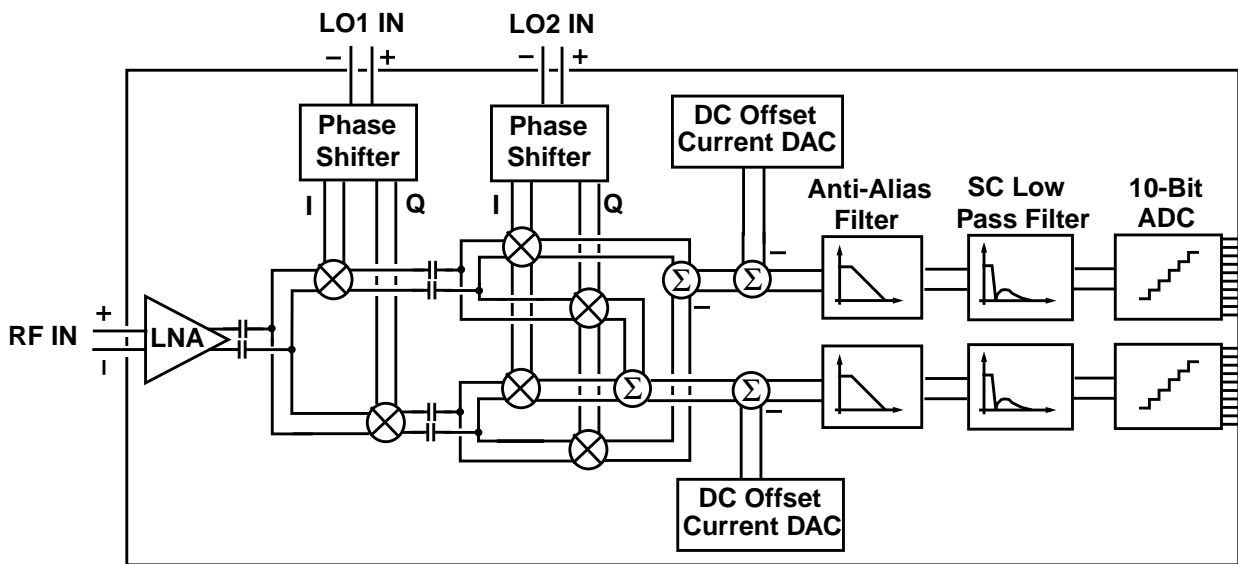 LO1 IN
LO2 IN
− +
− +
Phase
Shifter
Phase
Shifter
DC Offset
Current DAC
I Q
I Q
Anti-Alias
Filter
SC Low
Pass Filter
10-Bit
ADC
Σ
−
Σ
−
RF IN
+
−
LNA
Σ
Σ
−
DC Offset
Current DAC